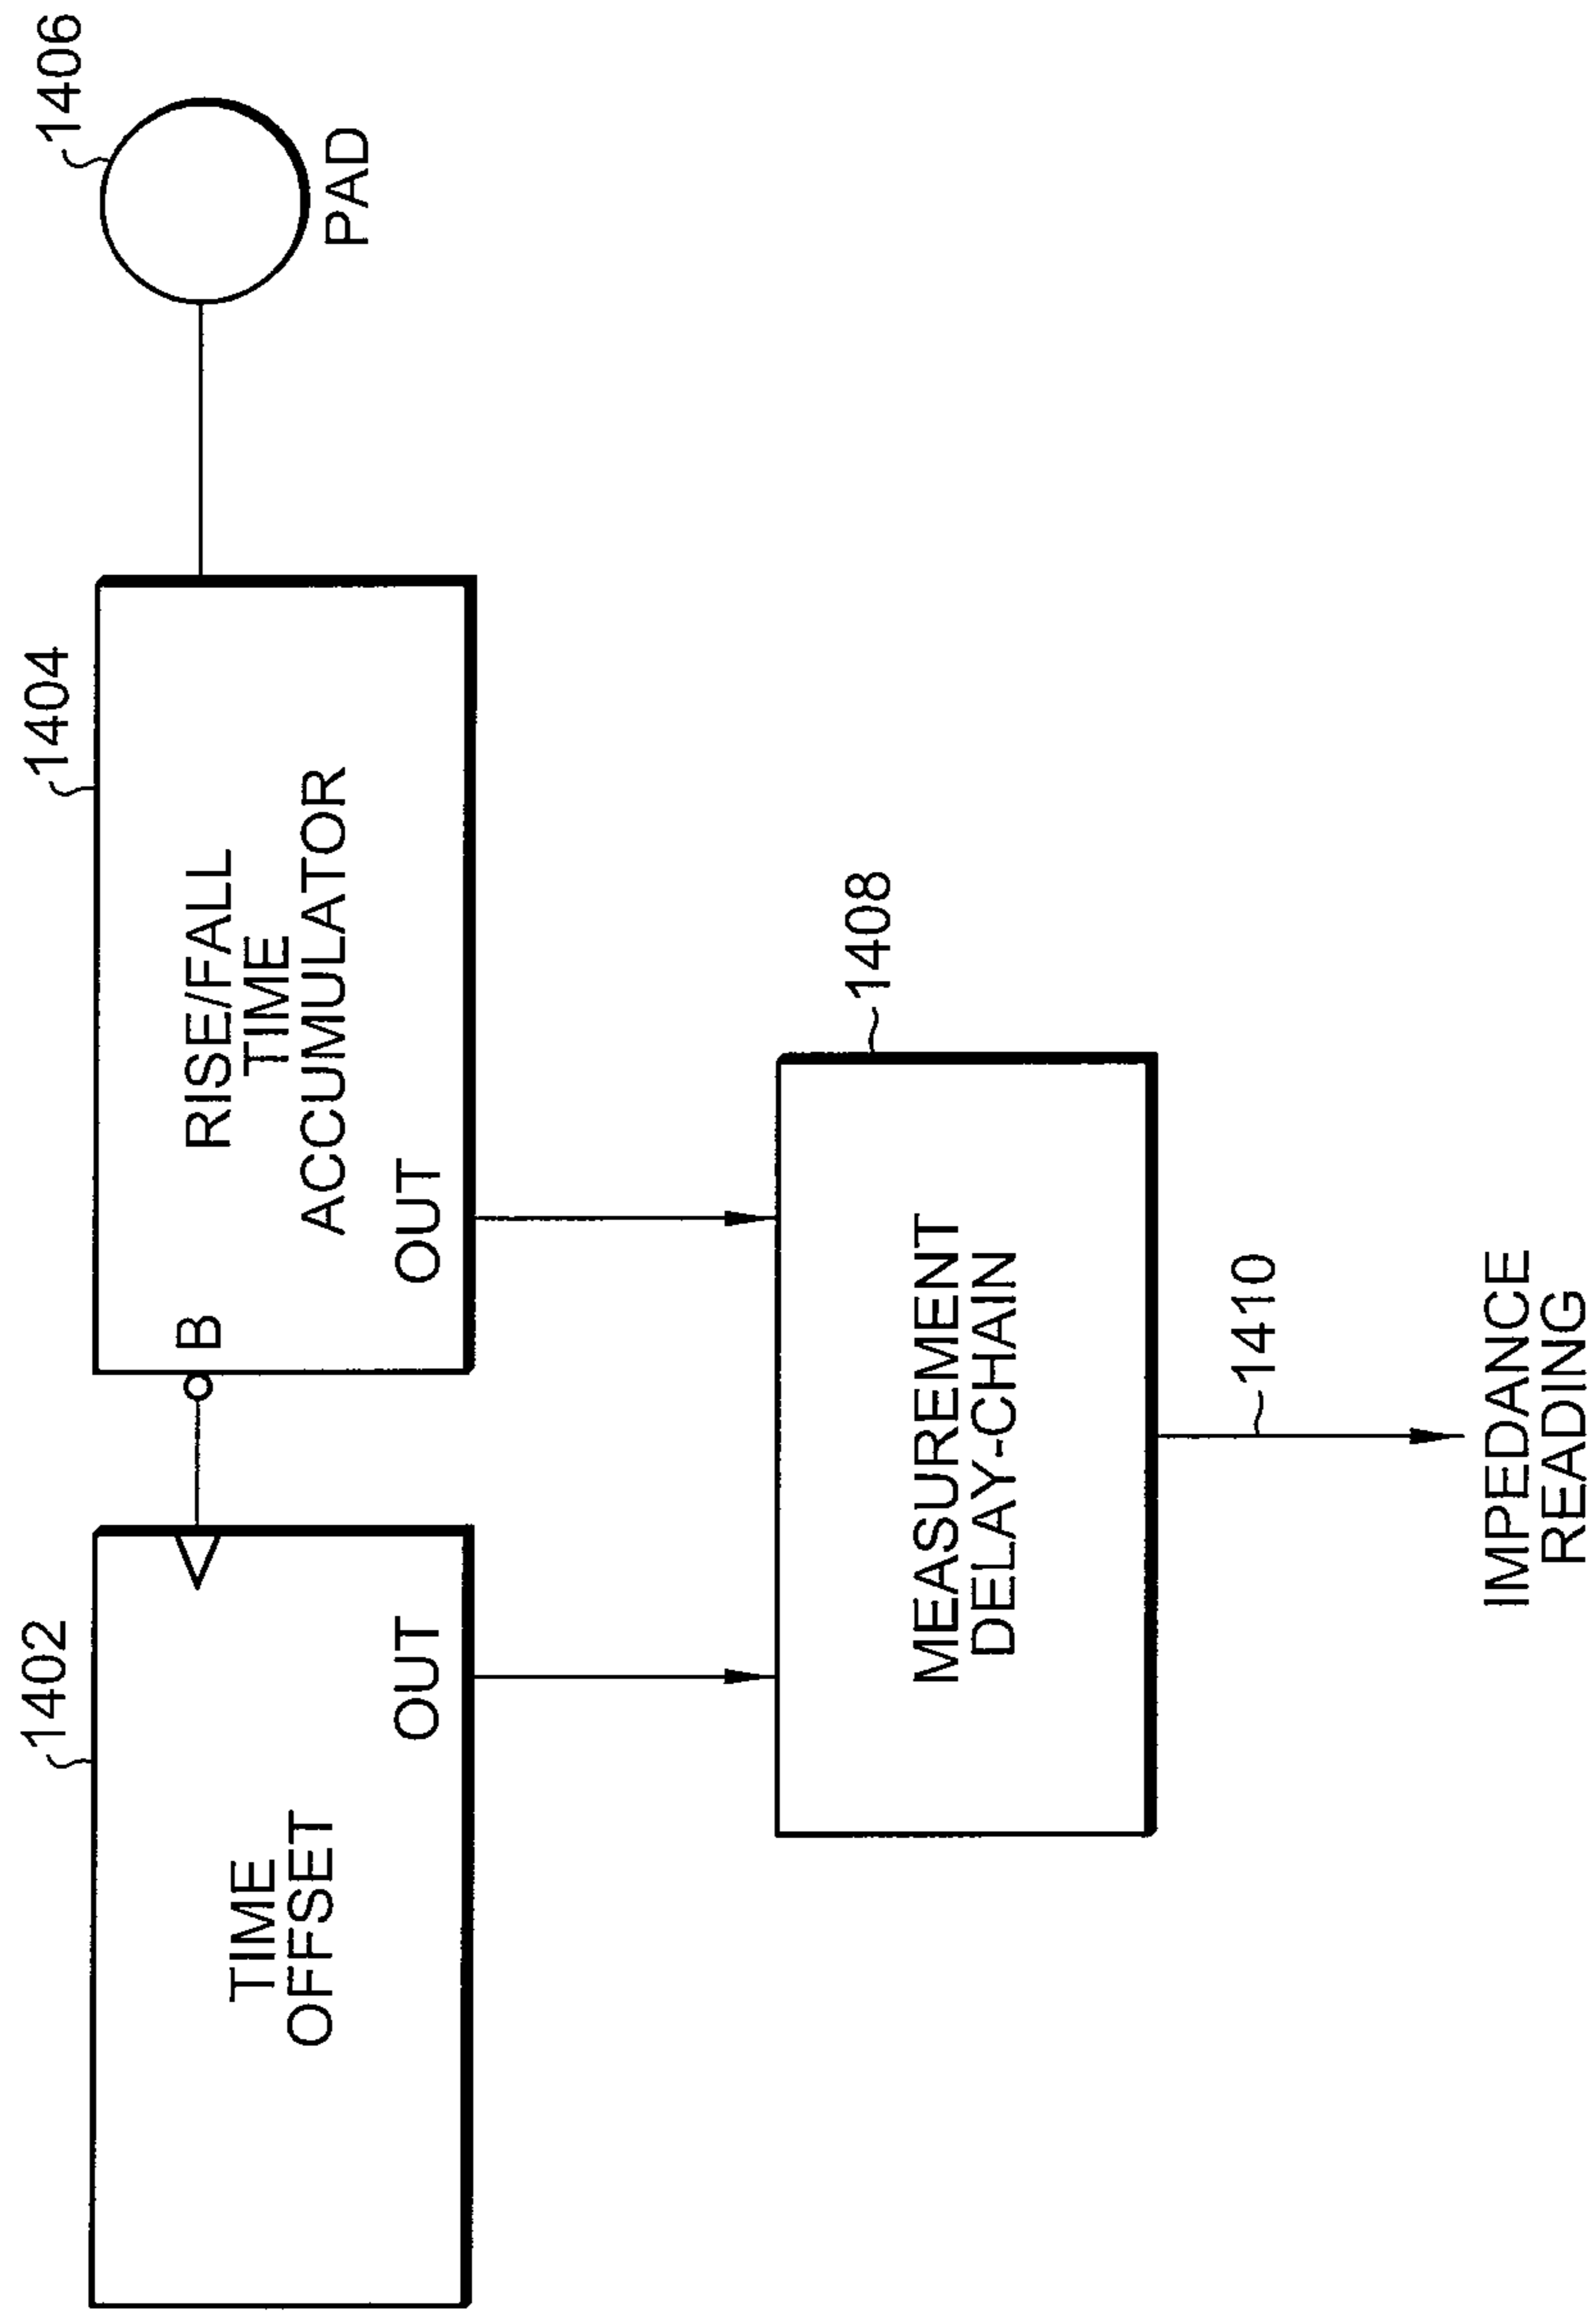 1402
1404
1406
TIME
OFFSET
OUT
B
RISE/FALL
TIME
ACCUMULATOR
OUT
PAD
MEASUREMENT
DELAY-CHAIN
1408
1410
IMPEDANCE
READING